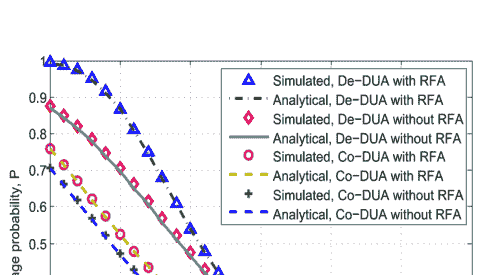 1
0.9
0.8
0.7
0.6
0.5
age probability, P
Simulated, De-DUA with RFA
Analytical, De-DUA with RFA
Simulated, De-DUA without RFA
Analytical, De-DUA without RFA
Simulated, Co-DUA with RFA
Analytical, Co-DUA with RFA
Simulated, Co-DUA without RFA
Analytical, Co-DUA without RFA